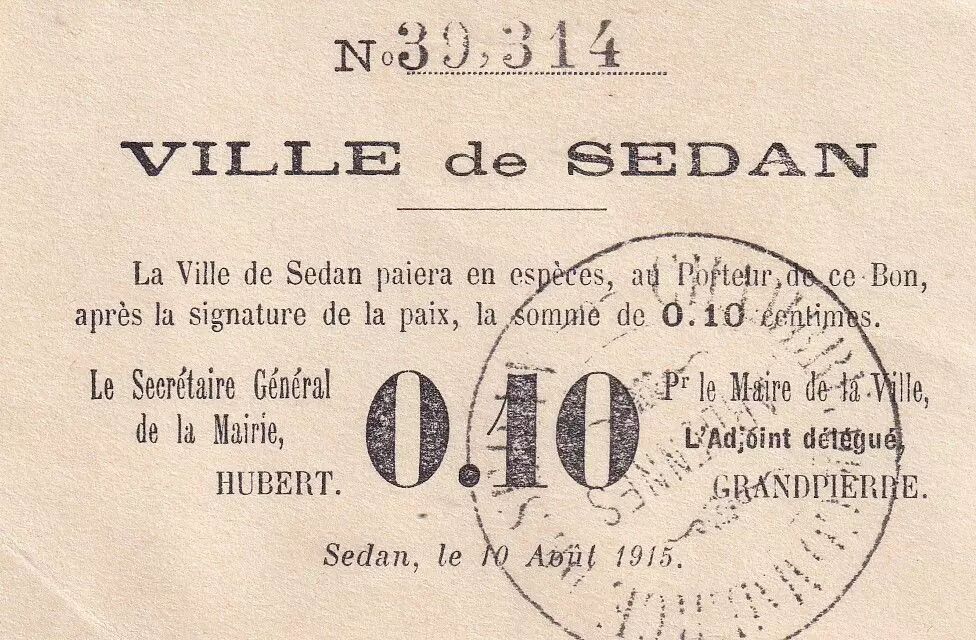 No 39,314
VILLE de SEDAN
La Ville de Sedan paiera en espèces, au Porteur de ce Bon,
après la signature de la paix, la somme de 0.10 centimes.
Le Secrétaire Général
de la Mairie,
HUBERT.
0.10
Pr le Maire de la Ville,
L'Adjoint délégué,
GRANDPIERRE.
Sedan, le 10 Août 1915.